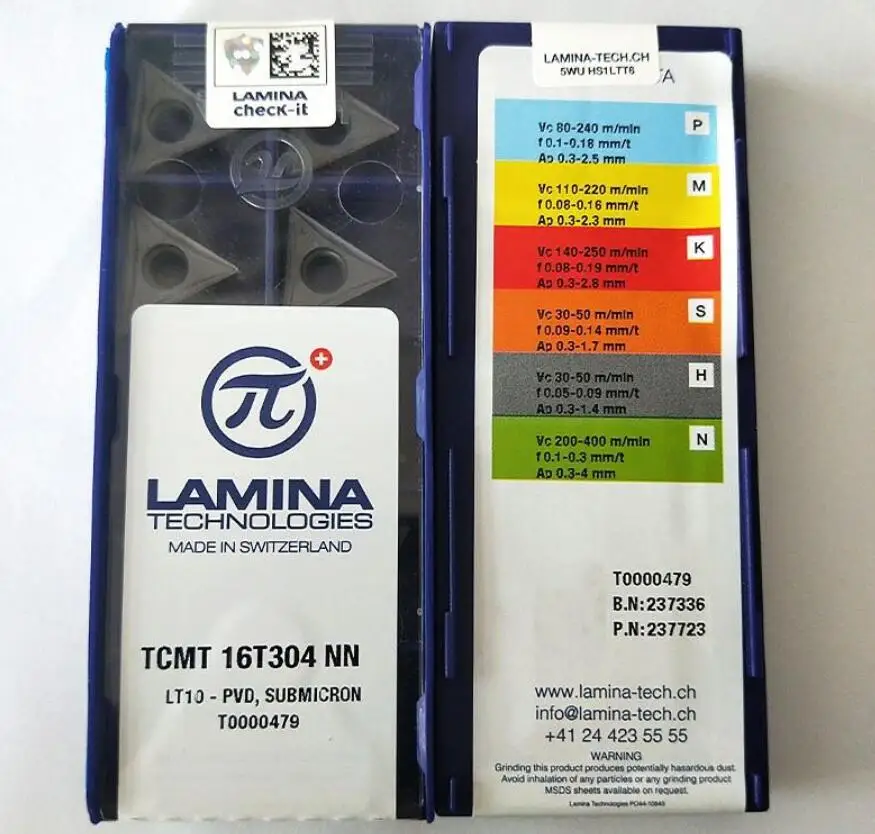 LAMINA
check-it
π
LAMINA
TECHNOLOGIES
MADE IN SWITZERLAND
TCMT 16T304 NN
LT10 - PVD, SUBMICRON
T0000479
LAMINA-TECH.CH
5WU HS1LTT6
TA
Vc 80-240 m/min
P
f 0.1-0.18 mm/t
Ap 0.3-2.5 mm
Vc 110-220 m/min
M
f 0.08-0.16 mm/t
Ap 0.3-2.3 mm
Vc 140-250 m/min
K
f 0.08-0.19 mm/t
Ap 0.3-2.8 mm
Vc 30-50 m/min
S
f 0.09-0.14 mm/t
Ap 0.3-1.7 mm
Vc 30-50 m/min
H
f 0.05-0.09 mm/t
Ap 0.3-1.4 mm
Vc 200-400 m/min
N
f 0.1-0.3 mm/t
Ap 0.3-4 mm
T0000479
B.N:237336
P.N:237723
www.lamina-tech.ch
info@lamina-tech.ch
+41 24 423 55 55
WARNING
Grinding this product produces potentially hazardous dust.
Avoid inhalation of any particles or any grinding product
MSDS sheets available on request.
Lamina Technologies